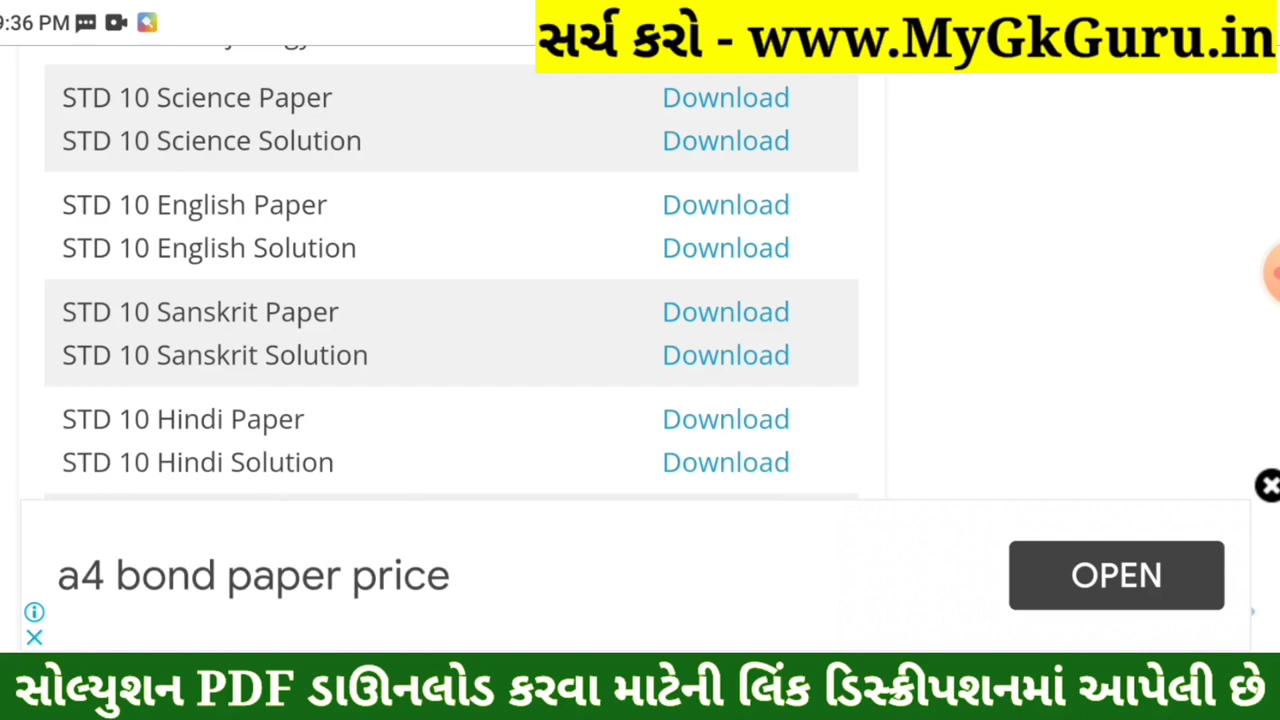 9:36 PM
સર્ચ કરો - www.MyGkGuru.in
STD 10 Science Paper Download
STD 10 Science Solution Download
STD 10 English Paper Download
STD 10 English Solution Download
STD 10 Sanskrit Paper Download
STD 10 Sanskrit Solution Download
STD 10 Hindi Paper Download
STD 10 Hindi Solution Download
a4 bond paper price
OPEN
સોલ્યુશન PDF ડાઊનલોડ કરવા માટેની લિંક ડિસ્ક્રીપશનમાં આપેલી છે